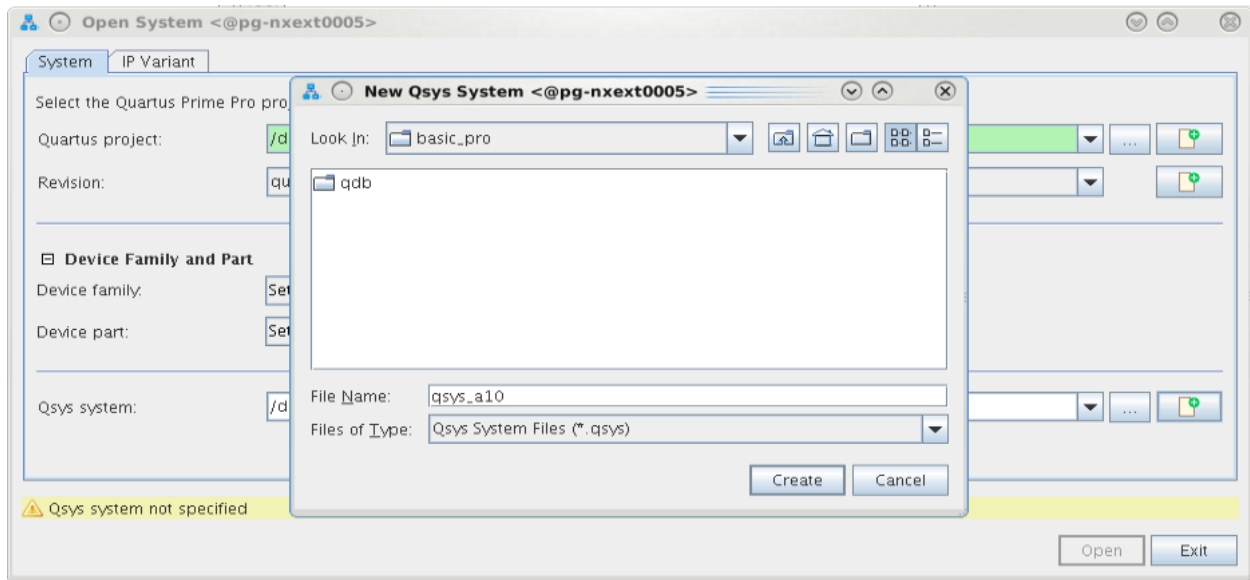 Open System <@pg-nxext0005>
System IP Variant
Select the Quartus Prime Pro pro
Quartus project: /d ...
Revision: qu
Device Family and Part
Device family: Set
Device part: Set
Qsys system: /d ...
Qsys system not specified
Open Exit
New Qsys System <@pg-nxext0005>
Look In: basic_pro
qdb
File Name: qsys_a10
Files of Type: Qsys System Files (*.qsys)
Create Cancel